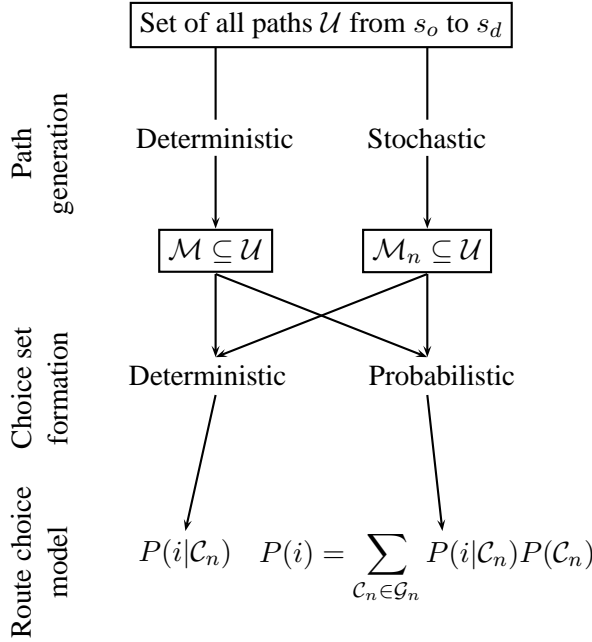 Set of all paths 𝒰 from s_o to s_d
Path
generation
Deterministic Stochastic
ℳ ⊆ 𝒰 ℳ_n ⊆ 𝒰
Choice set
formation
Deterministic Probabilistic
Route choice
model
P(i|𝒞_n) P(i) = ∑_{𝒞_n∈𝒢_n} P(i|𝒞_n)P(𝒞_n)